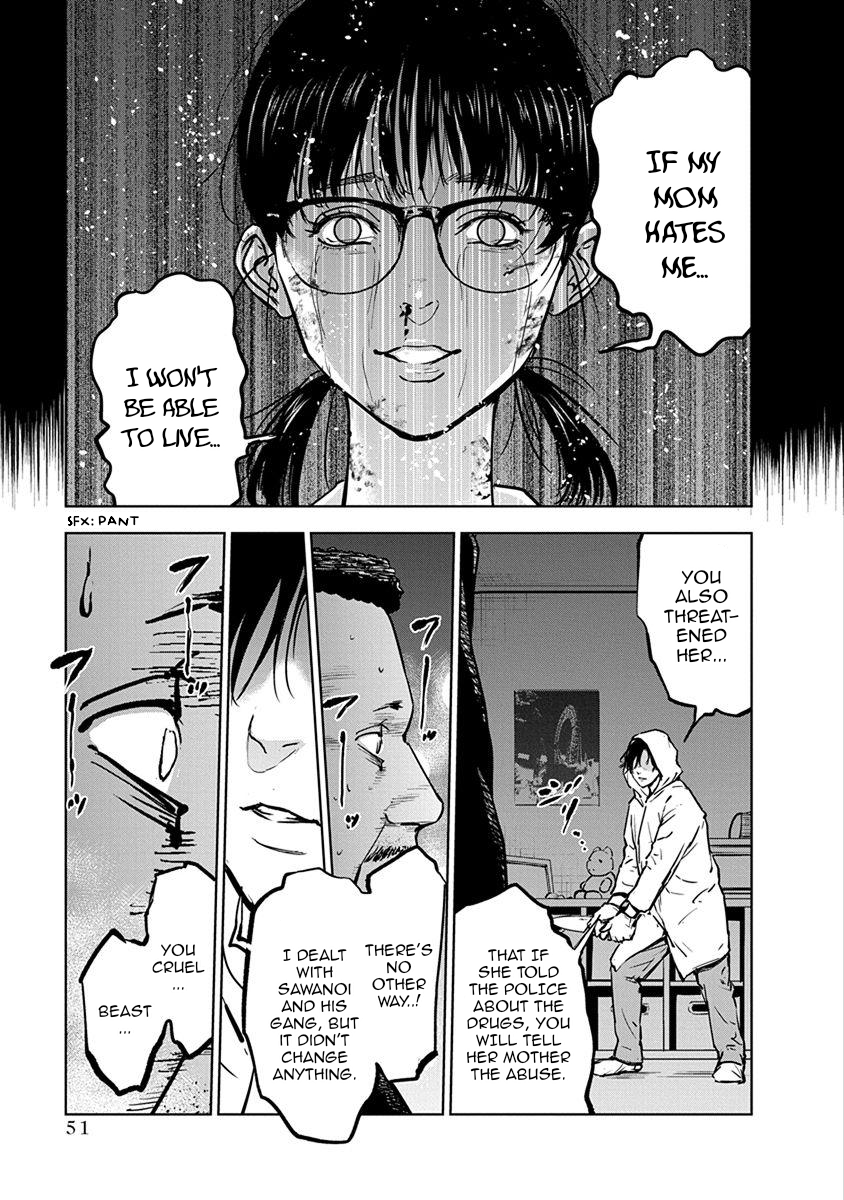 IF MY
MOM
HATES
ME...
I WON'T
BE ABLE
TO LIVE...
SFX: PANT
YOU
ALSO
THREAT-
ENED
HER...
THAT IF
SHE TOLD
THE POLICE
ABOUT THE
DRUGS, YOU
WILL TELL
HER MOTHER
THE ABUSE.
THERE'S
NO
OTHER
WAY..!
I DEALT
WITH
SAWANOI
AND HIS
GANG, BUT
IT DIDN'T
CHANGE
ANYTHING.
YOU
CRUEL
...
BEAST
...
51